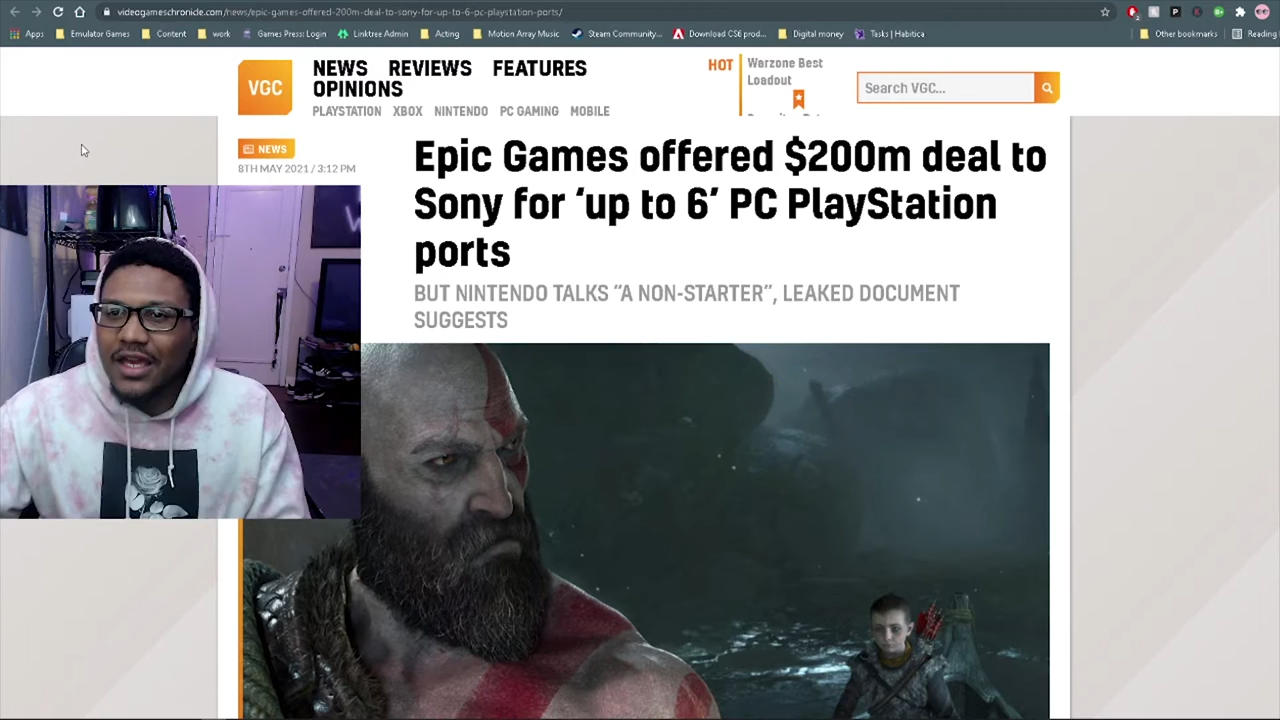 videogameschronicle.com/news/epic-games-offered-200m-deal-to-sony-for-up-to-6-pc-playstation-ports/
Apps Emulator Games Content work Games Press: Login Linktree Admin Acting Motion Array Music Steam Community... Download CS6 prod... Digital money Tasks | Habitica Other bookmarks Reading
VGC
NEWS REVIEWS FEATURES
OPINIONS
PLAYSTATION XBOX NINTENDO PC GAMING MOBILE
HOT
Warzone Best
Loadout
Search VGC...
NEWS
8TH MAY 2021 / 3:12 PM
Epic Games offered $200m deal to
Sony for ‘up to 6’ PC PlayStation
ports
BUT NINTENDO TALKS “A NON-STARTER”, LEAKED DOCUMENT
SUGGESTS